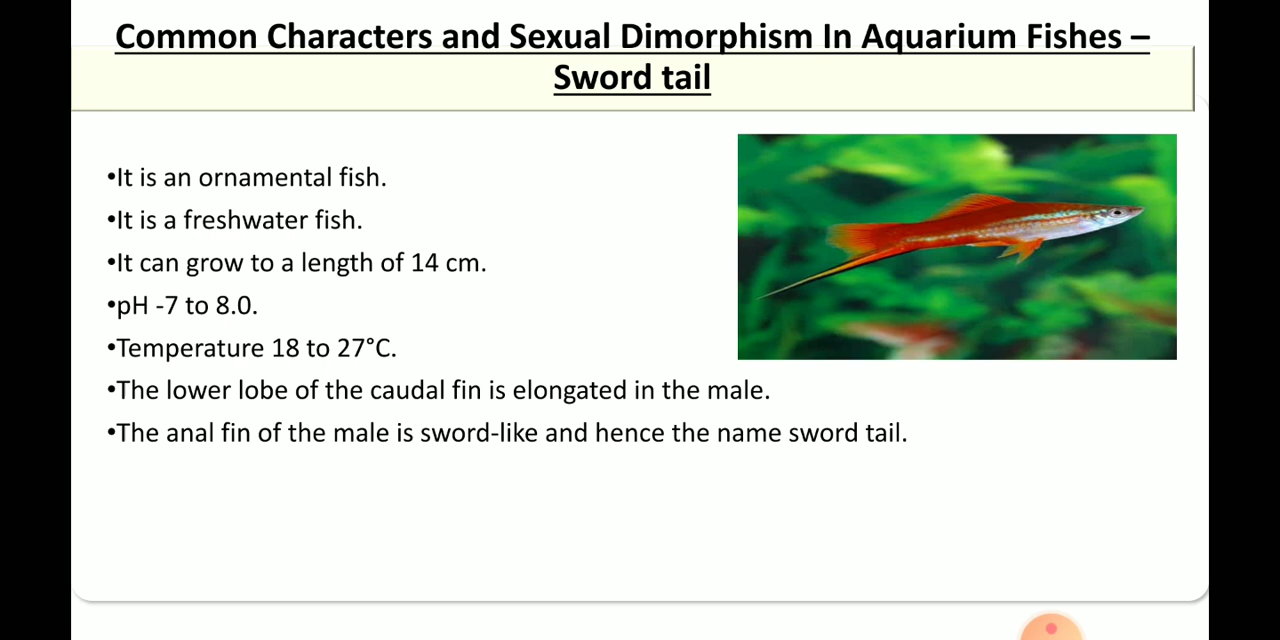 Common Characters and Sexual Dimorphism In Aquarium Fishes –
Sword tail
•It is an ornamental fish.
•It is a freshwater fish.
•It can grow to a length of 14 cm.
•pH -7 to 8.0.
•Temperature 18 to 27°C.
•The lower lobe of the caudal fin is elongated in the male.
•The anal fin of the male is sword-like and hence the name sword tail.